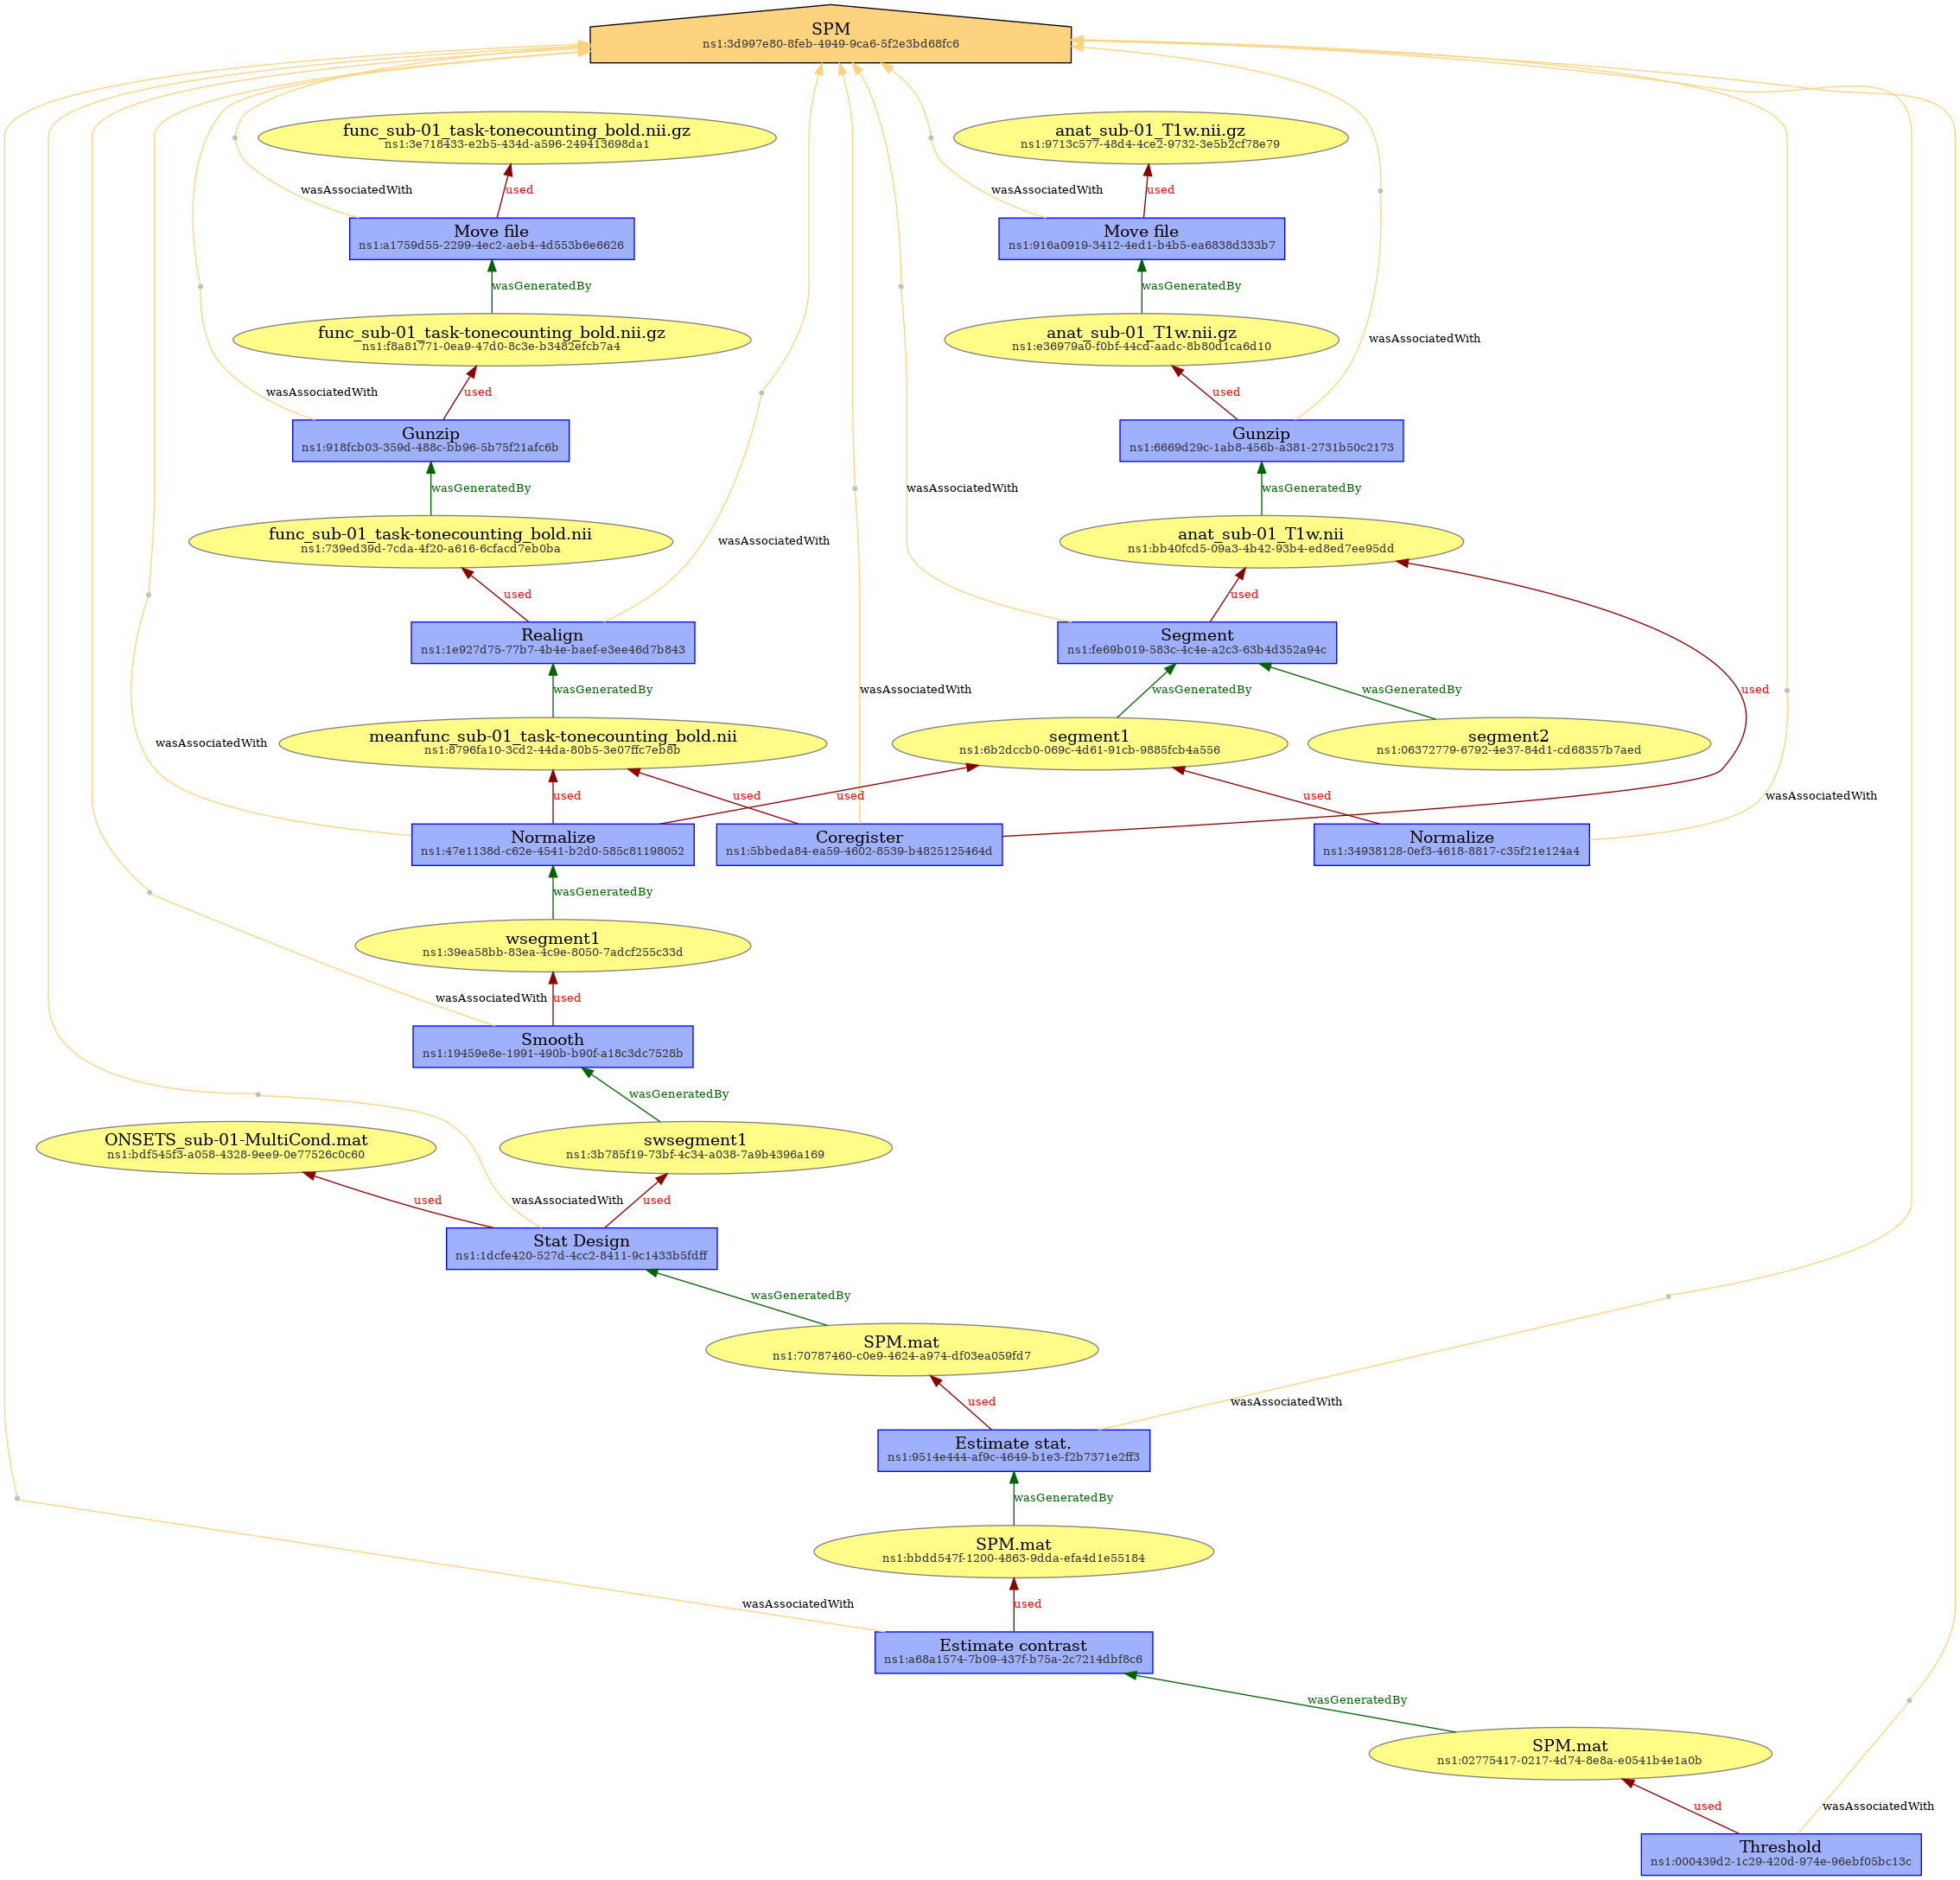 SPM
ns1:3d997e80-8feb-4949-9ca6-5f2e3bd68fc6
func_sub-01_task-tonecounting_bold.nii.gz
ns1:3e718433-e2b5-434d-a596-249413698da1
anat_sub-01_T1w.nii.gz
ns1:9713c577-48d4-4ce2-9732-3e5b2cf78e79
wasAssociatedWith
used
wasAssociatedWith
used
Move file
ns1:a1759d55-2299-4ec2-aeb4-4d553b6e6626
Move file
ns1:916a0919-3412-4ed1-b4b5-ea6838d333b7
wasGeneratedBy
wasGeneratedBy
func_sub-01_task-tonecounting_bold.nii.gz
ns1:f8a81771-0ea9-47d0-8c3e-b3482efcb7a4
anat_sub-01_T1w.nii.gz
ns1:e36979a0-f0bf-44cd-aadc-8b80d1ca6d10
wasAssociatedWith
wasAssociatedWith
used
used
Gunzip
ns1:918fcb03-359d-488c-bb96-5b75f21afc6b
Gunzip
ns1:6669d29c-1ab8-456b-a381-2731b50c2173
wasGeneratedBy
wasAssociatedWith
wasGeneratedBy
func_sub-01_task-tonecounting_bold.nii
ns1:739ed39d-7cda-4f20-a616-6cfacd7eb0ba
wasAssociatedWith
anat_sub-01_T1w.nii
ns1:bb40fcd5-09a3-4b42-93b4-ed8ed7ee95dd
used
used
Realign
ns1:1e927d75-77b7-4b4e-baef-e3ee46d7b843
Segment
ns1:fe69b019-583c-4c4e-a2c3-63b4d352a94c
wasGeneratedBy
wasAssociatedWith
wasGeneratedBy
wasGeneratedBy
used
wasAssociatedWith
meanfunc_sub-01_task-tonecounting_bold.nii
ns1:8796fa10-3cd2-44da-80b5-3e07ffc7eb8b
segment1
ns1:6b2dccb0-069c-4d61-91cb-9885fcb4a556
segment2
ns1:06372779-6792-4e37-84d1-cd68357b7aed
used
used
used
used
wasAssociatedWith
Normalize
ns1:47e1138d-c62e-4541-b2d0-585c81198052
Coregister
ns1:5bbeda84-ea59-4602-8539-b4825125464d
Normalize
ns1:34938128-0ef3-4618-8817-c35f21e124a4
wasGeneratedBy
wsegment1
ns1:39ea58bb-83ea-4c9e-8050-7adcf255c33d
wasAssociatedWith
used
Smooth
ns1:19459e8e-1991-490b-b90f-a18c3dc7528b
wasGeneratedBy
ONSETS_sub-01-MultiCond.mat
ns1:bdf545f3-a058-4328-9ee9-0e77526c0c60
swsegment1
ns1:3b785f19-73bf-4c34-a038-7a9b4396a169
used
wasAssociatedWith
used
Stat Design
ns1:1dcfe420-527d-4cc2-8411-9c1433b5fdff
wasGeneratedBy
SPM.mat
ns1:70787460-c0e9-4624-a974-df03ea059fd7
used
wasAssociatedWith
Estimate stat.
ns1:9514e444-af9c-4649-b1e3-f2b7371e2ff3
wasGeneratedBy
SPM.mat
ns1:bbdd547f-1200-4863-9dda-efa4d1e55184
wasAssociatedWith
used
Estimate contrast
ns1:a68a1574-7b09-437f-b75a-2c7214dbf8c6
wasGeneratedBy
SPM.mat
ns1:02775417-0217-4d74-8e8a-e0541b4e1a0b
used
wasAssociatedWith
Threshold
ns1:000439d2-1c29-420d-974e-96ebf05bc13c